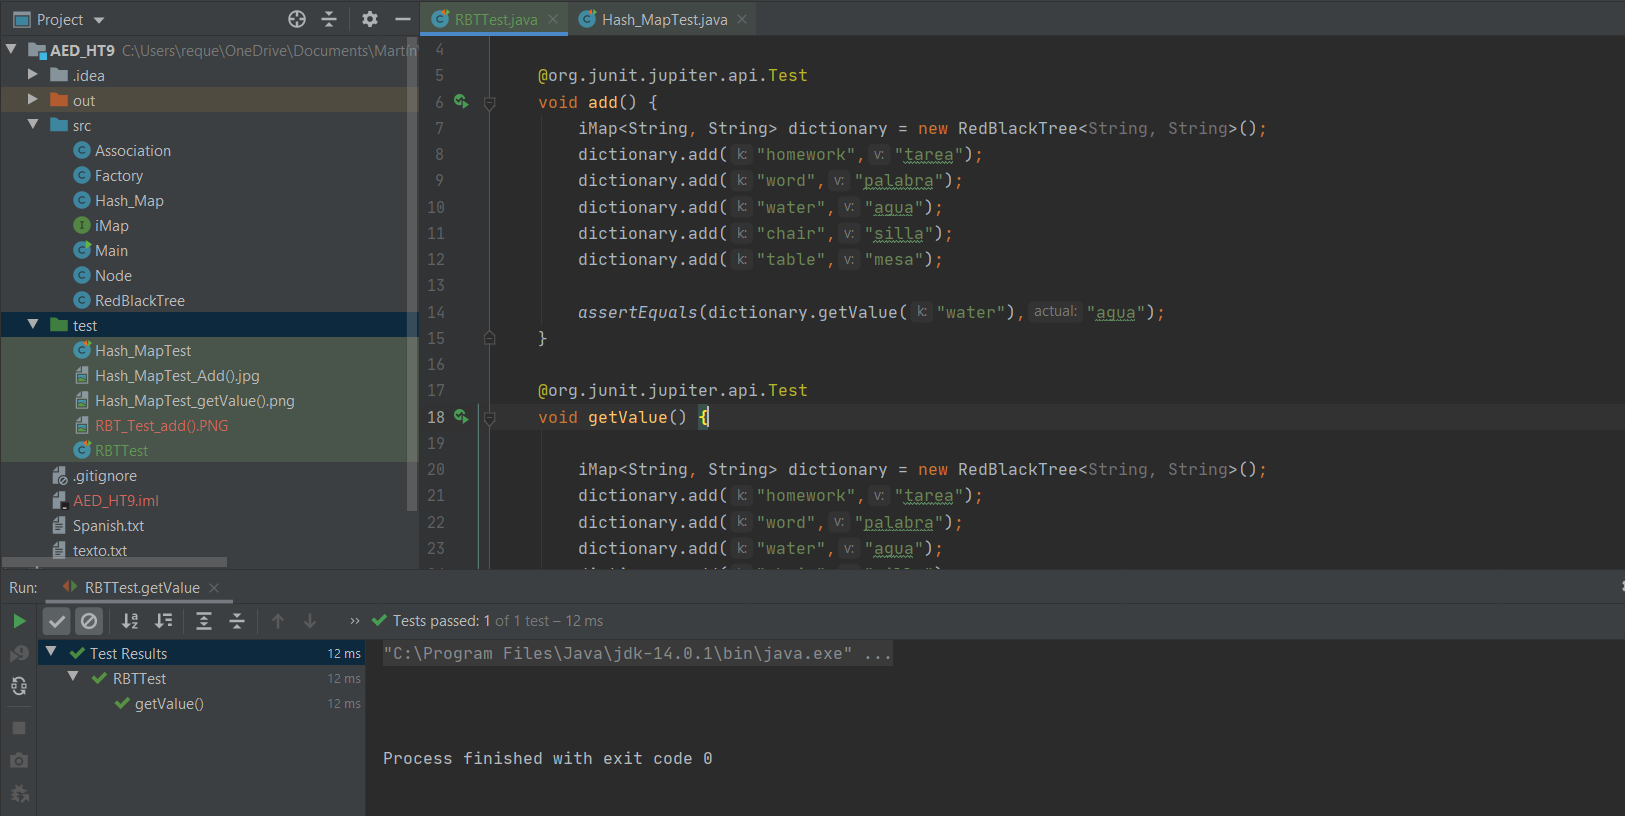 Project
RBTTest.java
Hash_MapTest.java
AED_HT9 C:\Users\reque\OneDrive\Documents\Martin\
.idea
out
src
Association
Factory
Hash_Map
iMap
Main
Node
RedBlackTree
test
Hash_MapTest
Hash_MapTest_Add().jpg
Hash_MapTest_getValue().png
RBT_Test_add().PNG
RBTTest
.gitignore
AED_HT9.iml
Spanish.txt
texto.txt
4
5 @org.junit.jupiter.api.Test
6 void add() {
7 iMap<String, String> dictionary = new RedBlackTree<String, String>();
8 dictionary.add( k: "homework", v: "tarea");
9 dictionary.add( k: "word", v: "palabra");
10 dictionary.add( k: "water", v: "agua");
11 dictionary.add( k: "chair", v: "silla");
12 dictionary.add( k: "table", v: "mesa");
13
14 assertEquals(dictionary.getValue( k: "water"), actual: "agua");
15 }
16
17 @org.junit.jupiter.api.Test
18 void getValue() {
19
20 iMap<String, String> dictionary = new RedBlackTree<String, String>();
21 dictionary.add( k: "homework", v: "tarea");
22 dictionary.add( k: "word", v: "palabra");
23 dictionary.add( k: "water", v: "agua");
Run: RBTTest.getValue
Tests passed: 1 of 1 test – 12 ms
Test Results 12 ms
RBTTest 12 ms
getValue() 12 ms
"C:\Program Files\Java\jdk-14.0.1\bin\java.exe" ...
Process finished with exit code 0